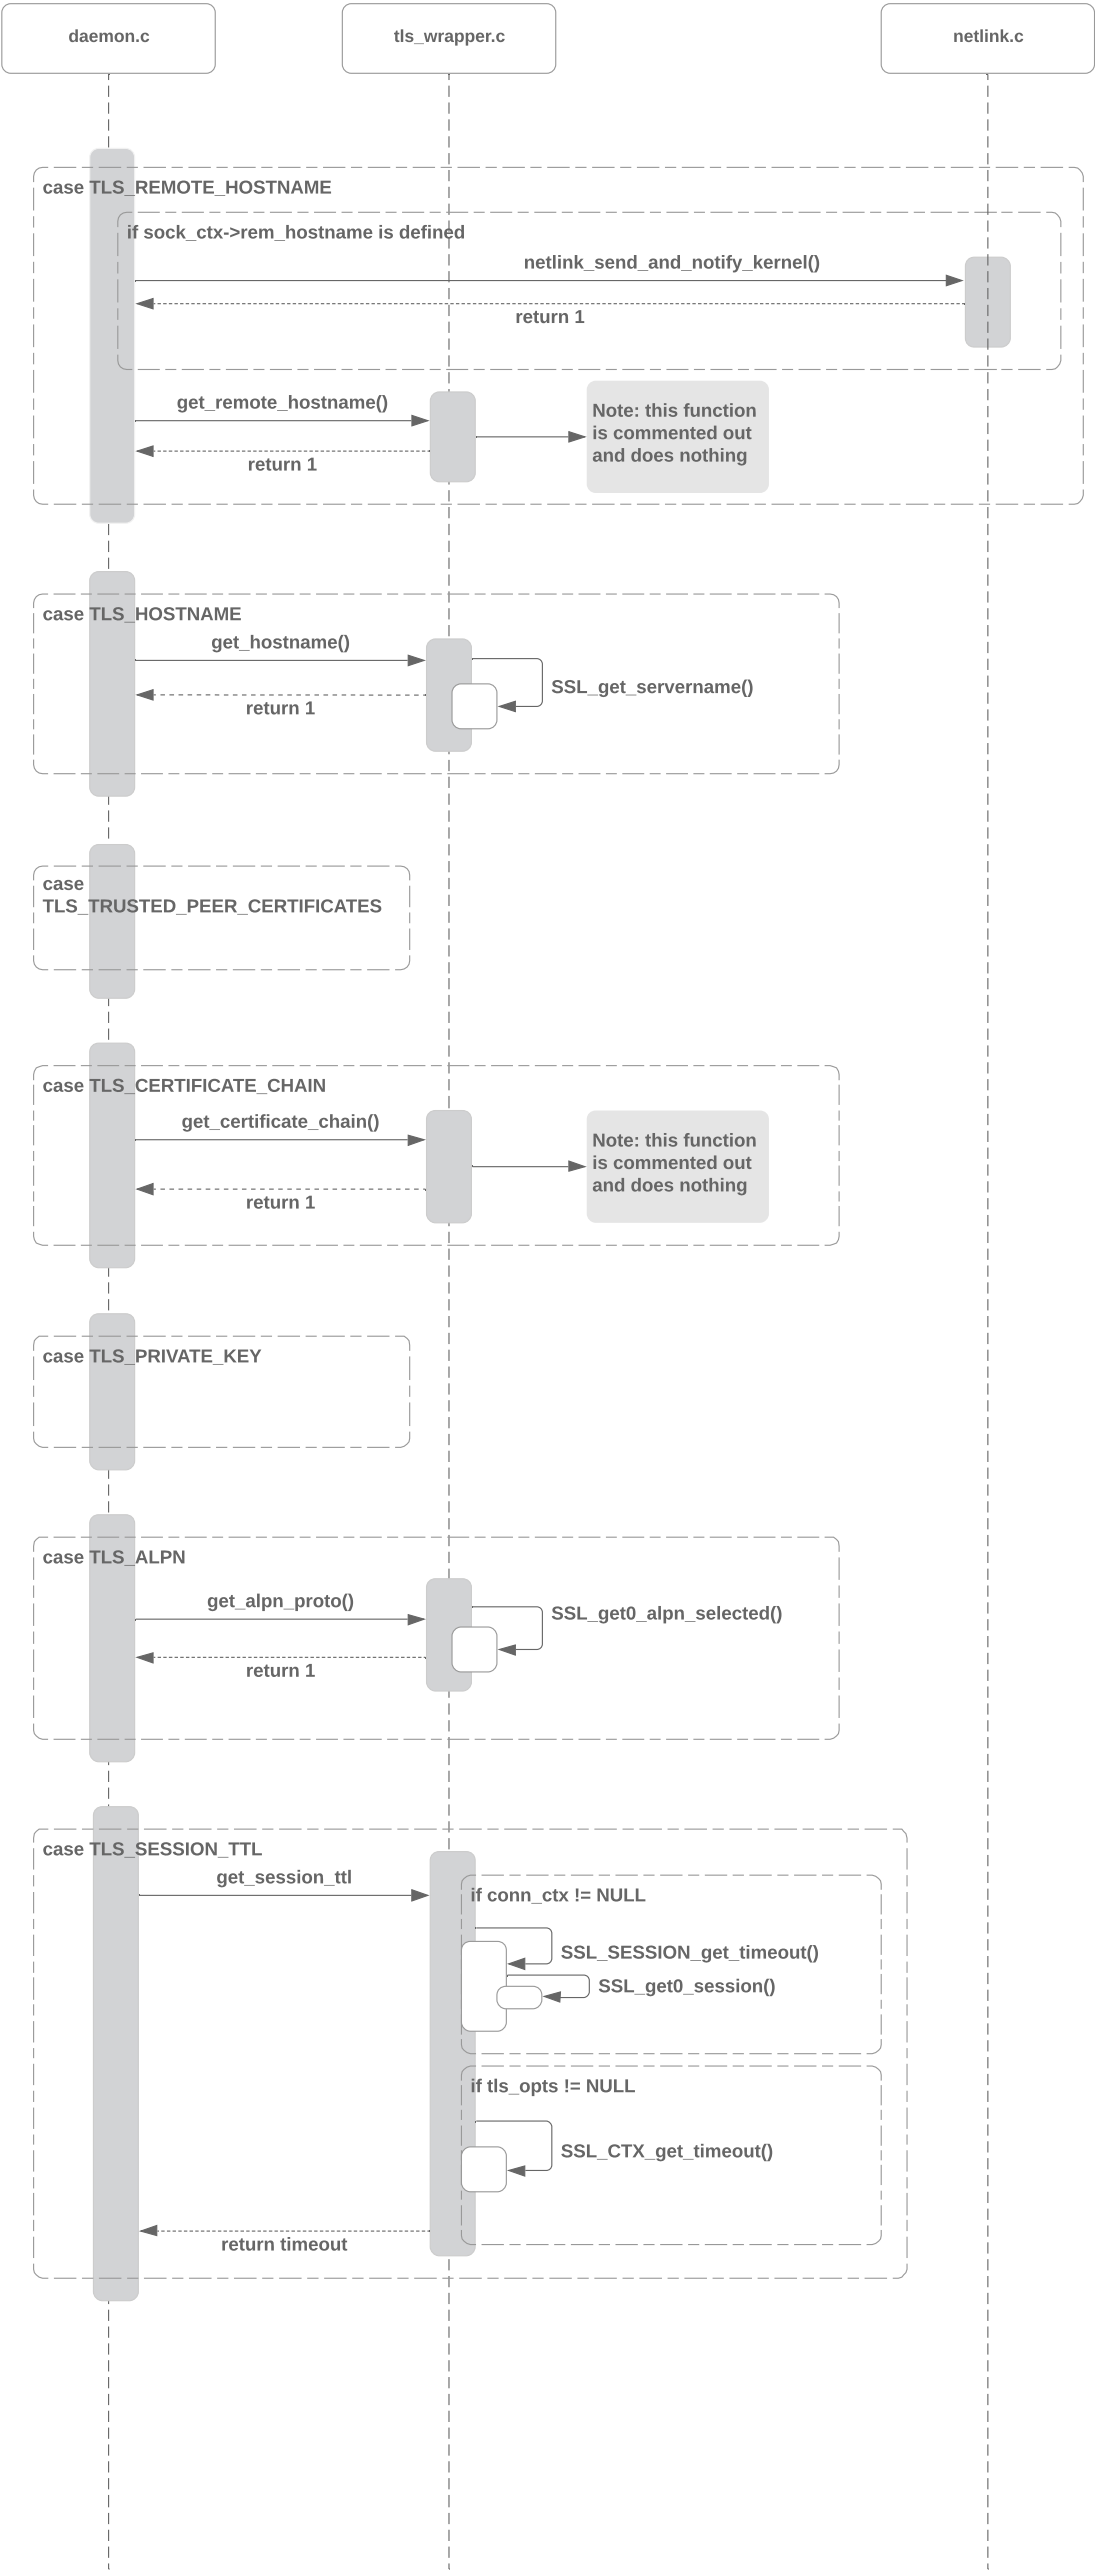 daemon.c
tls_wrapper.c
netlink.c
case TLS_REMOTE_HOSTNAME
if sock_ctx->rem_hostname is defined
netlink_send_and_notify_kernel()
return 1
get_remote_hostname()
Note: this function
is commented out
and does nothing
return 1
case TLS_HOSTNAME
get_hostname()
SSL_get_servername()
return 1
case
TLS_TRUSTED_PEER_CERTIFICATES
case TLS_CERTIFICATE_CHAIN
get_certificate_chain()
Note: this function
is commented out
and does nothing
return 1
case TLS_PRIVATE_KEY
case TLS_ALPN
get_alpn_proto()
SSL_get0_alpn_selected()
return 1
case TLS_SESSION_TTL
get_session_ttl
if conn_ctx != NULL
SSL_SESSION_get_timeout()
SSL_get0_session()
if tls_opts != NULL
SSL_CTX_get_timeout()
return timeout